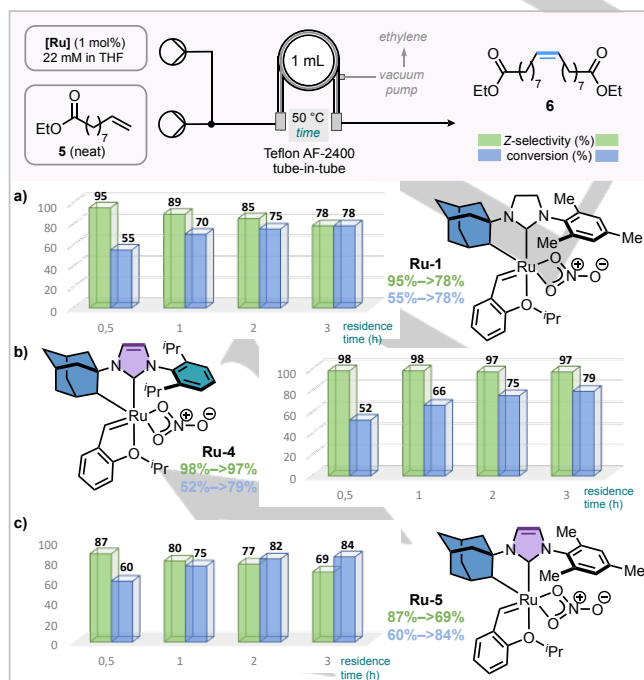 [Ru] (1 mol%)
22 mM in THF
1 mL
ethylene
vacuum
pump
50 °C
time
Teflon AF-2400
tube-in-tube
O
EtO
7
5 (neat)
O
EtO
7
7
O
OEt
6
Z-selectivity (%)
conversion (%)
a)
100
80
60
40
20
0
95
55
89
70
85
75
78
78
0,5
1
2
3
residence
time (h)
Ru-1
95%–>78%
55%–>78%
N
N
Me
Me
Me
Ru
O
O
N
+
O
−
O
iPr
b)
N
N
iPr
iPr
Ru
O
O
N
+
O
−
O
iPr
Ru-4
98%–>97%
52%–>79%
100
80
60
40
20
0
98
52
98
66
97
75
97
79
0,5
1
2
3
residence
time (h)
c)
100
80
60
40
20
0
87
60
80
75
77
82
69
84
0,5
1
2
3
residence
time (h)
Ru-5
87%–>69%
60%–>84%
N
N
Me
Me
Me
Ru
O
O
N
+
O
−
O
iPr